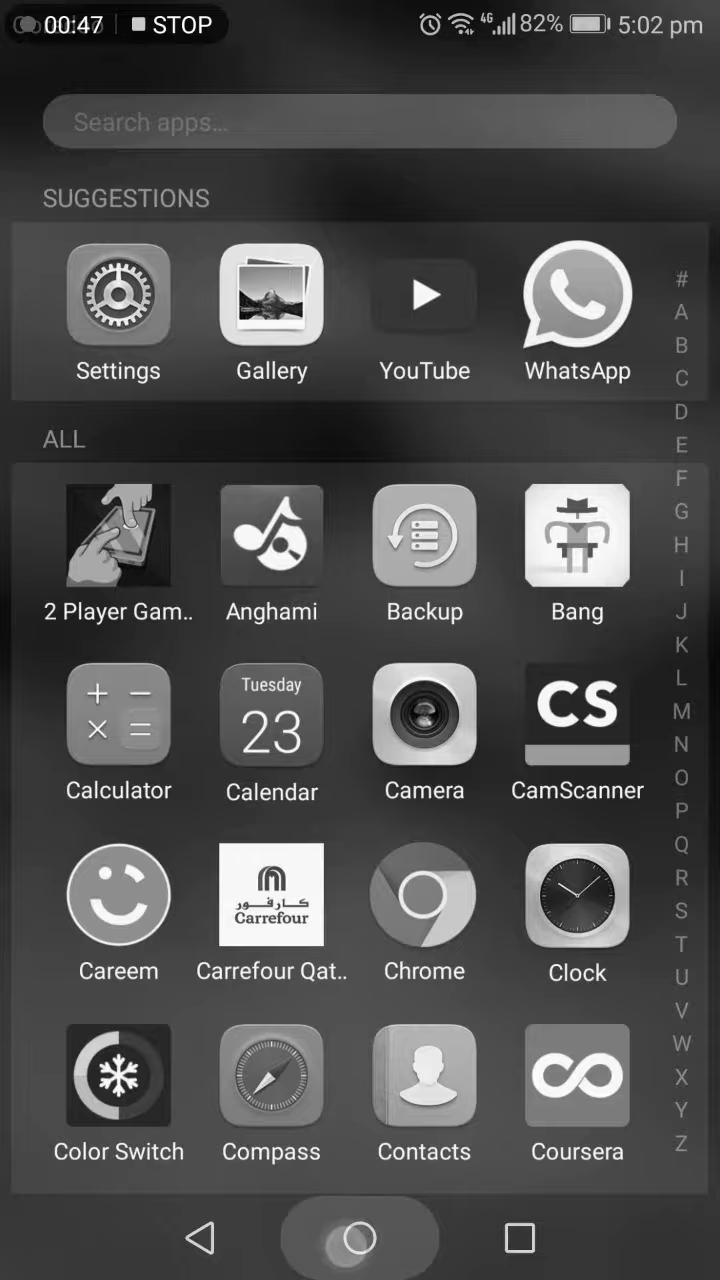 00:47 STOP 4G 82% 5:02 pm
Search apps...
SUGGESTIONS
Settings Gallery YouTube WhatsApp
ALL
2 Player Gam.. Anghami Backup Bang
Tuesday
23
CS
Calculator Calendar Camera CamScanner
كارفور
Carrefour
Careem Carrefour Qat.. Chrome Clock
Color Switch Compass Contacts Coursera
#
A
B
C
D
E
F
G
H
I
J
K
L
M
N
O
P
Q
R
S
T
U
V
W
X
Y
Z